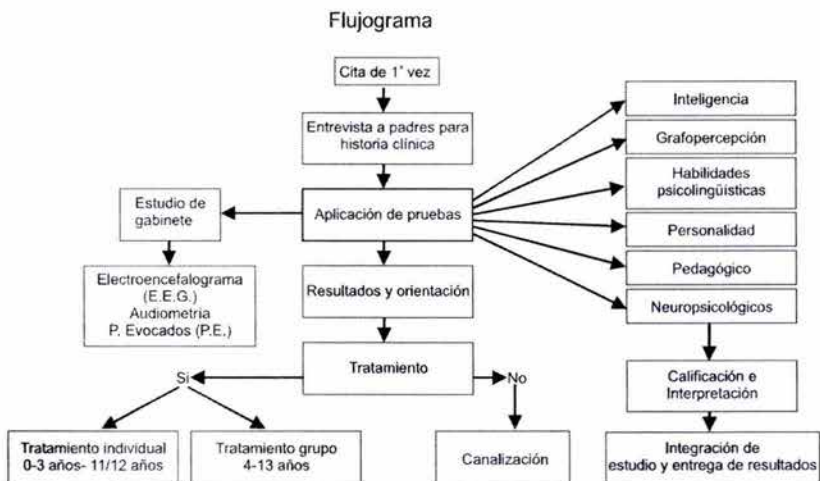 Flujograma
Cita de 1ª vez
Entrevista a padres para
historia clínica
Aplicación de pruebas
Estudio de
gabinete
Electroencefalograma
(E.E.G.)
Audiometria
P. Evocados (P.E.)
Resultados y orientación
Tratamiento
Si
No
Tratamiento individual
0-3 años- 11/12 años
Tratamiento grupo
4-13 años
Canalización
Inteligencia
Grafopercepción
Habilidades
psicolingüísticas
Personalidad
Pedagógico
Neuropsicológicos
Calificación e
Interpretación
Integración de
estudio y entrega de resultados